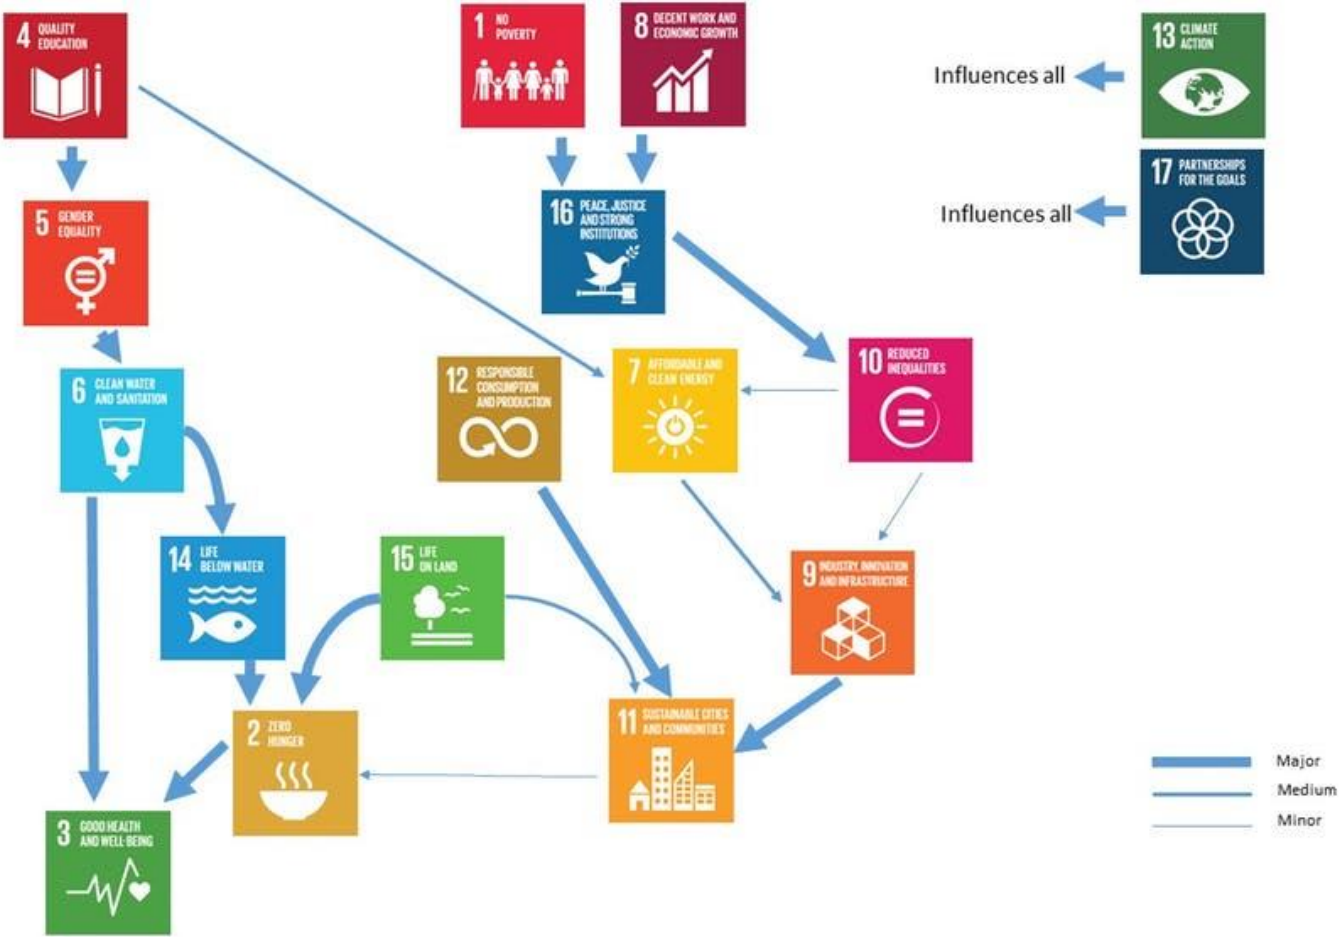 4 QUALITY
EDUCATION
1 NO
POVERTY
8 DECENT WORK AND
ECONOMIC GROWTH
13 CLIMATE
ACTION
Influences all
17 PARTNERSHIPS
FOR THE GOALS
Influences all
5 GENDER
EQUALITY
16 PEACE, JUSTICE
AND STRONG
INSTITUTIONS
6 CLEAN WATER
AND SANITATION
12 RESPONSIBLE
CONSUMPTION
AND PRODUCTION
7 AFFORDABLE AND
CLEAN ENERGY
10 REDUCED
INEQUALITIES
14 LIFE
BELOW WATER
15 LIFE
ON LAND
9 INDUSTRY, INNOVATION
AND INFRASTRUCTURE
2 ZERO
HUNGER
11 SUSTAINABLE CITIES
AND COMMUNITIES
3 GOOD HEALTH
AND WELL-BEING
Major
Medium
Minor